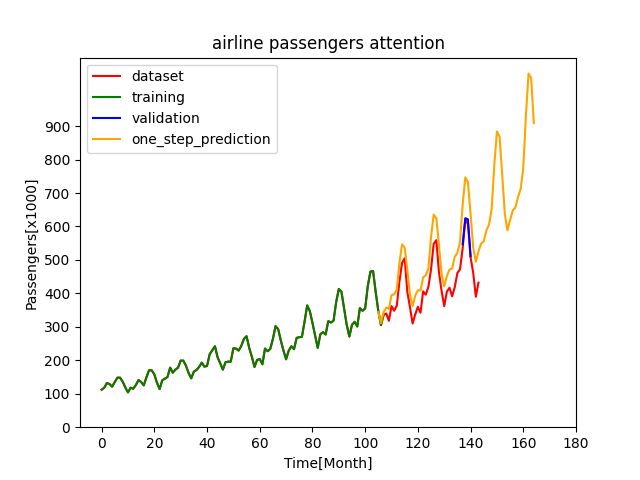 airline passengers attention
dataset
training
validation
one_step_prediction
900
800
700
600
500
400
300
200
100
0
Passengers[x1000]
0 20 40 60 80 100 120 140 160 180
Time[Month]